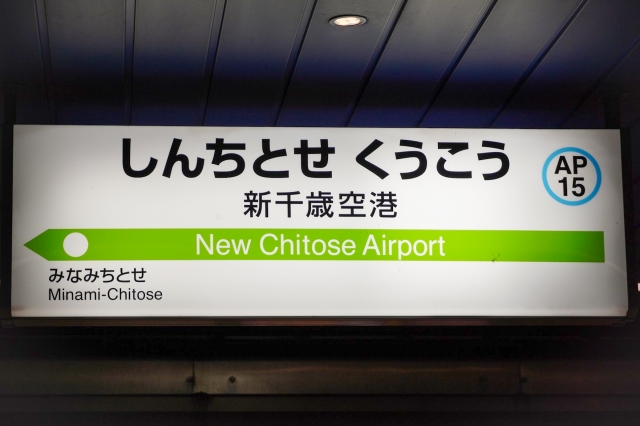 しんちとせ くうこう
AP
15
新千歳空港
New Chitose Airport
みなみちとせ
Minami-Chitose